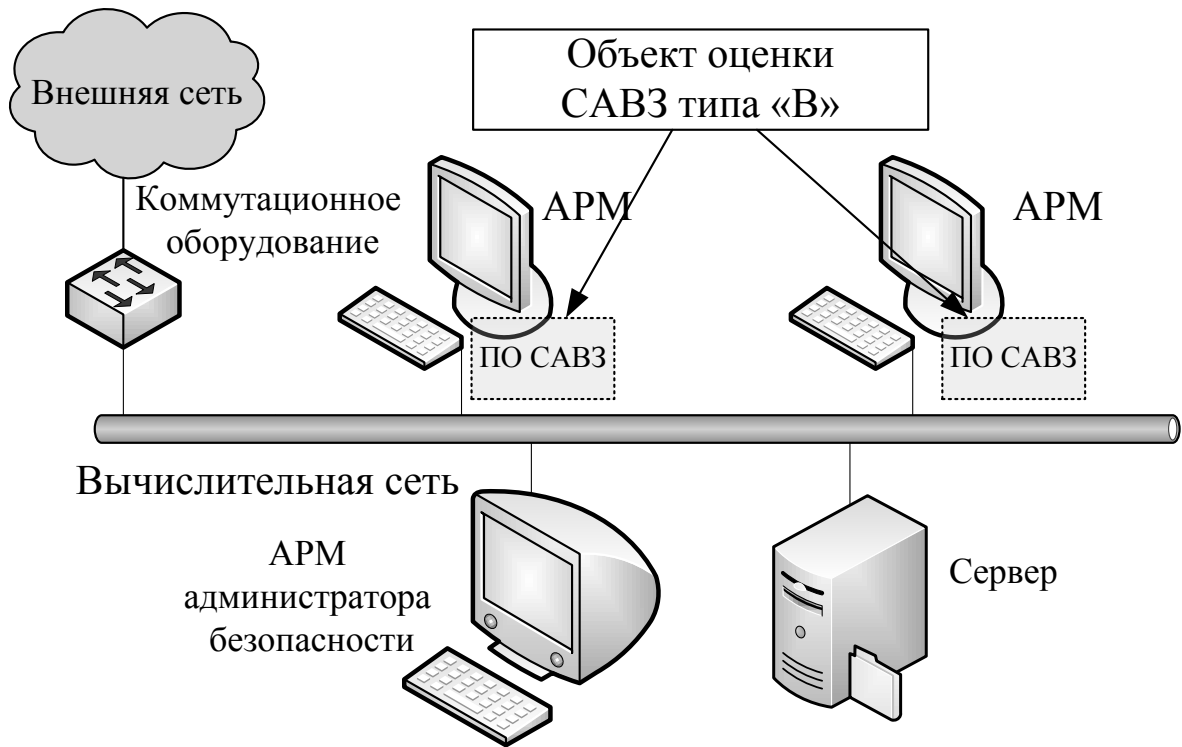 Внешняя сеть
Объект оценки
САВЗ типа «В»
Коммутационное
оборудование
АРМ
АРМ
ПО САВЗ
ПО САВЗ
Вычислительная сеть
АРМ
администратора
безопасности
Сервер